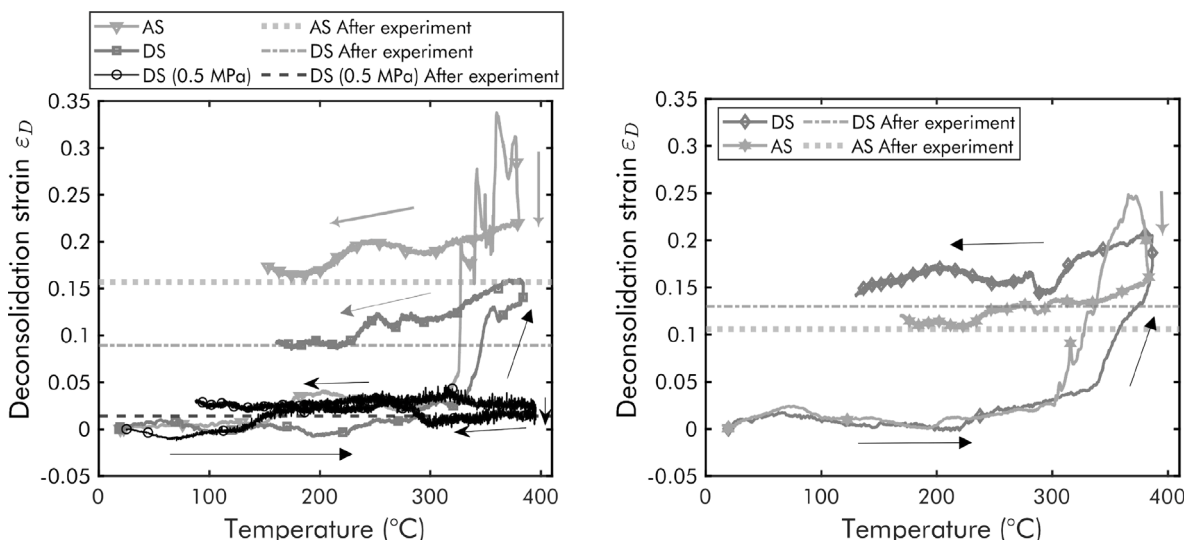 AS
AS After experiment
DS
DS After experiment
DS (0.5 MPa)
DS (0.5 MPa) After experiment
Deconsolidation strain εD
0.35
0.3
0.25
0.2
0.15
0.1
0.05
0
-0.05
0
100
200
300
400
Temperature (°C)
DS
DS After experiment
AS
AS After experiment
Deconsolidation strain εD
0.35
0.3
0.25
0.2
0.15
0.1
0.05
0
-0.05
0
100
200
300
400
Temperature (°C)